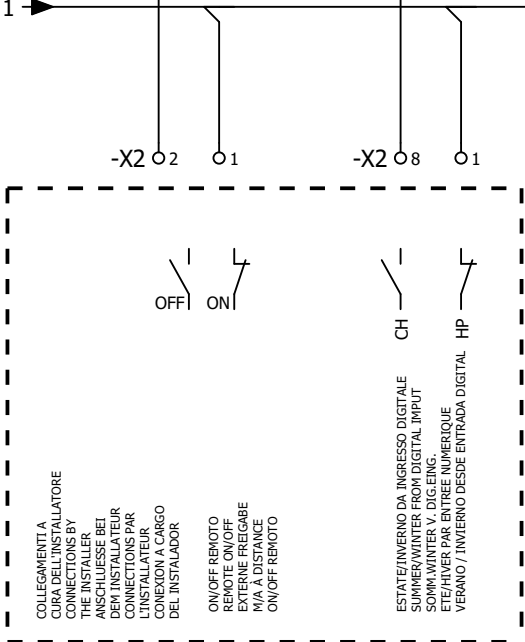 1
-X2 2 1
-X2 8 1
OFF ON
CH HP
COLLEGAMENTI A
CURA DELL'INSTALLATORE
CONNECTIONS BY
THE INSTALLER
ANSCHLUESSE BEI
DEM INSTALLATEUR
CONNECTIONS PAR
L'INSTALLATEUR
CONEXION A CARGO
DEL INSTALADOR
ON/OFF REMOTO
REMOTE ON/OFF
EXTERNE FREIGABE
M/A À DISTANCE
ON/OFF REMOTO
ESTATE/INVERNO DA INGRESSO DIGITALE
SUMMER/WINTER FROM DIGITAL IMPUT
SOMM.WINTER V. DIG.EING.
ETE/HIVER PAR ENTREE NUMERIQUE
VERANO / INVIERNO DESDE ENTRADA DIGITAL